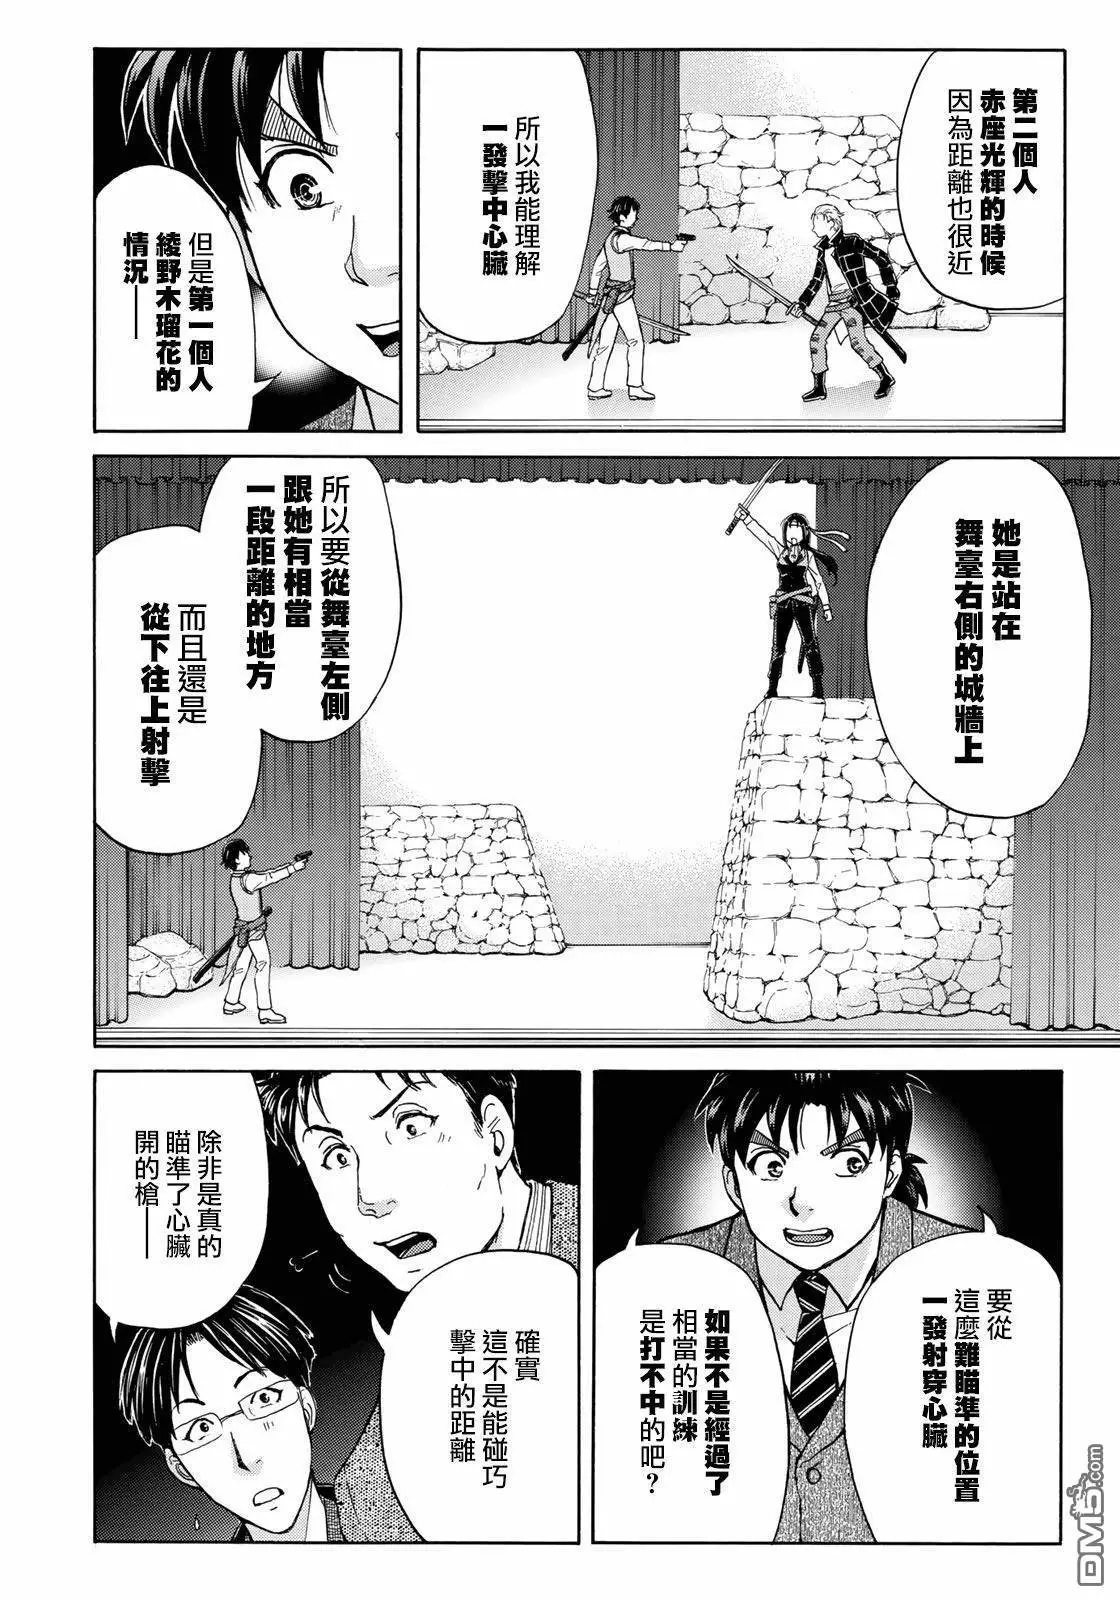 第二個人
赤座光輝的時候
因為距離也很近
所以我能理解
一發擊中心臟
但是第一個人
綾野木瑠花的
情況——
她是站在
舞臺右側的城牆上
所以要從舞臺左側
跟她有相當
一段距離的地方
而且還是
從下往上射擊
要從
這麼難瞄準的位置
一發射穿心臟
如果不是經過了
相當的訓練
是打不中的吧？
確實
這不是能碰巧
擊中的距離
除非是真的
瞄準了心臟
開的槍——
DM5.com